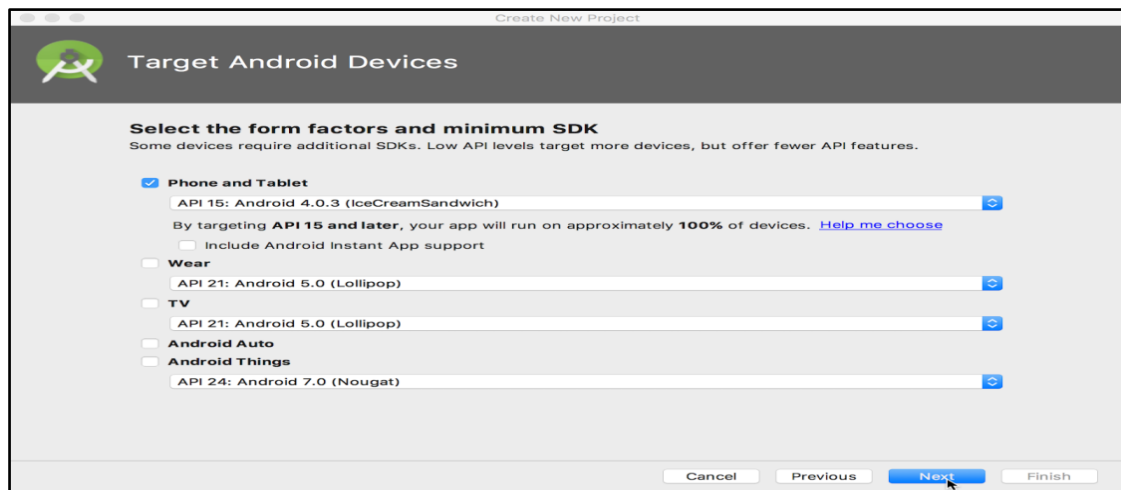 Create New Project
Target Android Devices
Select the form factors and minimum SDK
Some devices require additional SDKs. Low API levels target more devices, but offer fewer API features.
Phone and Tablet
API 15: Android 4.0.3 (IceCreamSandwich)
By targeting API 15 and later, your app will run on approximately 100% of devices. Help me choose
Include Android Instant App support
Wear
API 21: Android 5.0 (Lollipop)
TV
API 21: Android 5.0 (Lollipop)
Android Auto
Android Things
API 24: Android 7.0 (Nougat)
Cancel Previous Next Finish